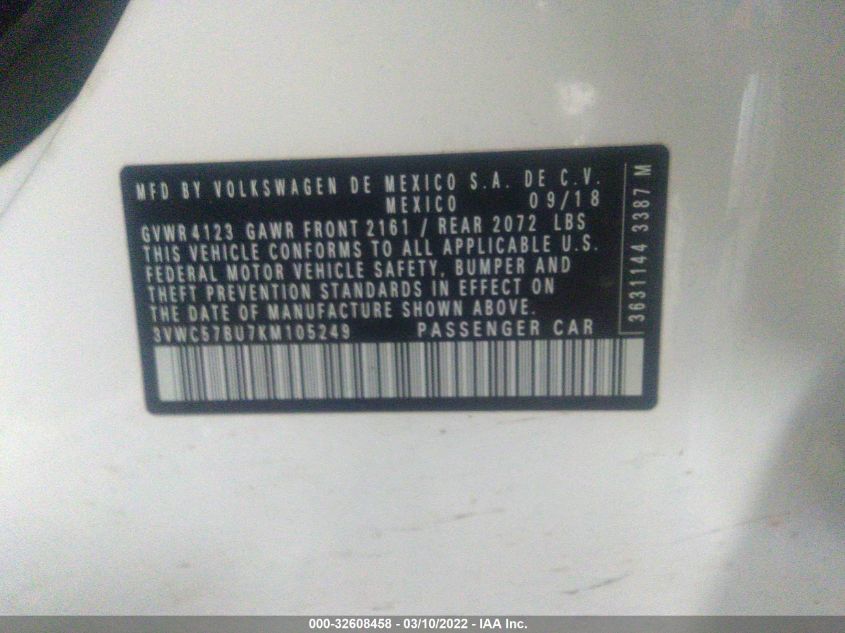 MFD BY VOLKSWAGEN DE MEXICO S.A. DE C.V.
MEXICO 09/18
GVWR 4123 GAWR FRONT 2161 / REAR 2072 LBS
THIS VEHICLE CONFORMS TO ALL APPLICABLE U.S.
FEDERAL MOTOR VEHICLE SAFETY, BUMPER AND
THEFT PREVENTION STANDARDS IN EFFECT ON
THE DATE OF MANUFACTURE SHOWN ABOVE.
3VWC57BU7KM105249 PASSENGER CAR
3631144 3387 M
000-32608458 - 03/10/2022 - IAA Inc.